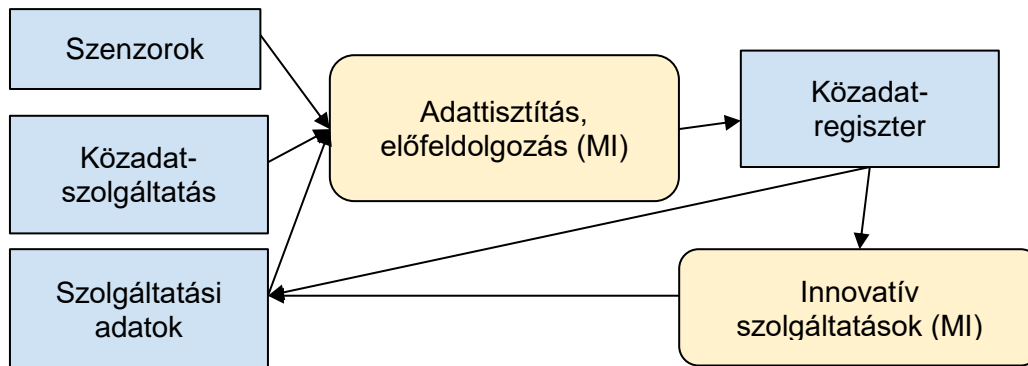 Szenzorok
Adattisztítás,
előfeldolgozás (MI)
Közadat-
regiszter
Közadat-
szolgáltatás
Szolgáltatási
adatok
Innovatív
szolgáltatások (MI)